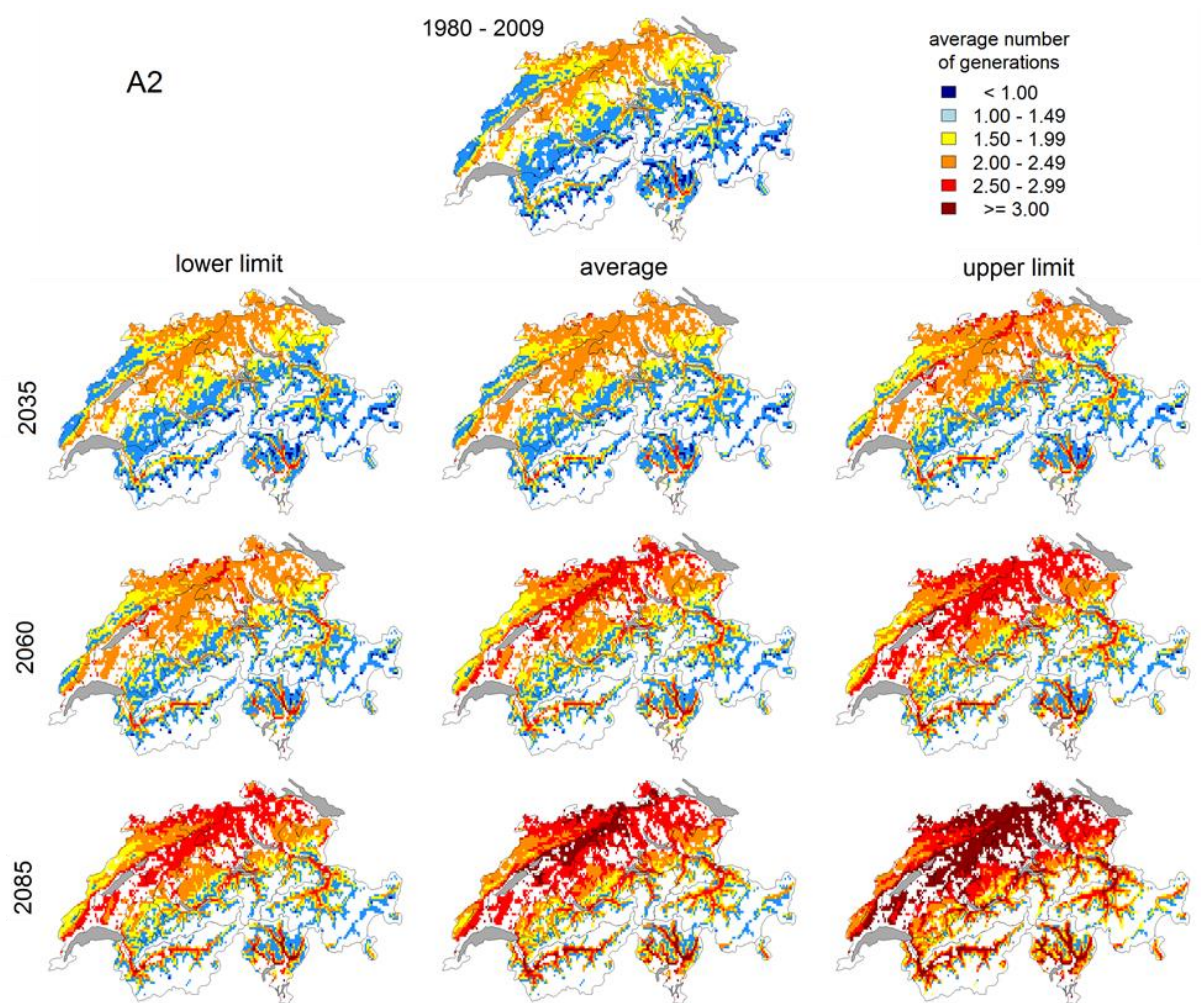 1980 - 2009
A2
average number
of generations
< 1.00
1.00 - 1.49
1.50 - 1.99
2.00 - 2.49
2.50 - 2.99
>= 3.00
lower limit
average
upper limit
2035
2060
2085